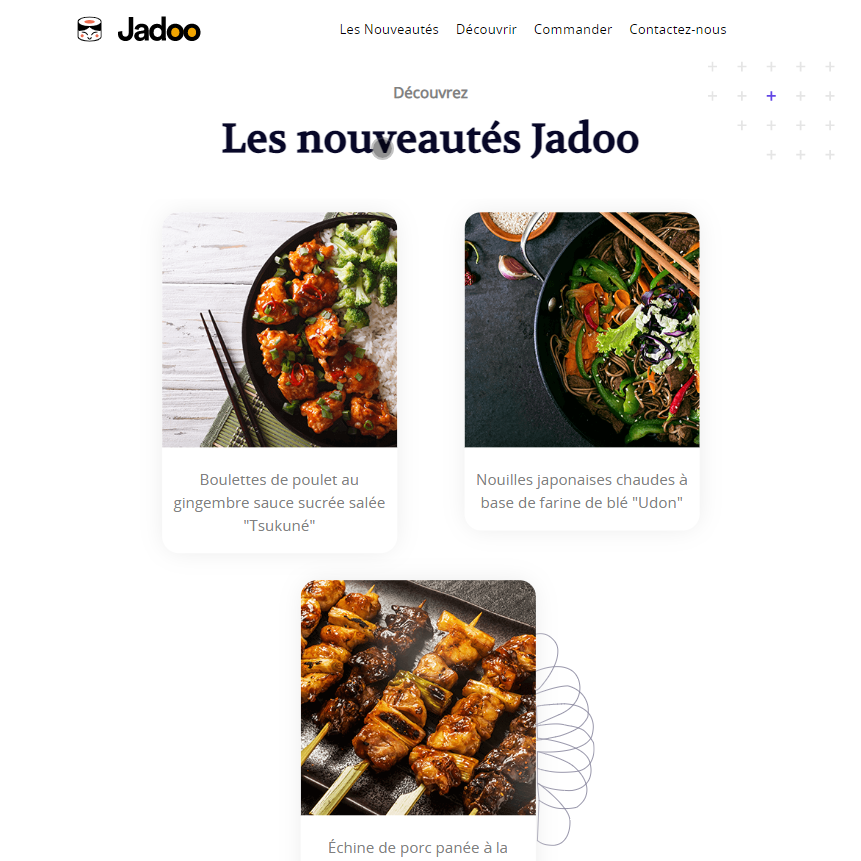 Jadoo
Les Nouveautés Découvrir Commander Contactez-nous
Découvrez
Les nouveautés Jadoo
Boulettes de poulet au
gingembre sauce sucrée salée
"Tsukuné"
Nouilles japonaises chaudes à
base de farine de blé "Udon"
Échine de porc panée à la